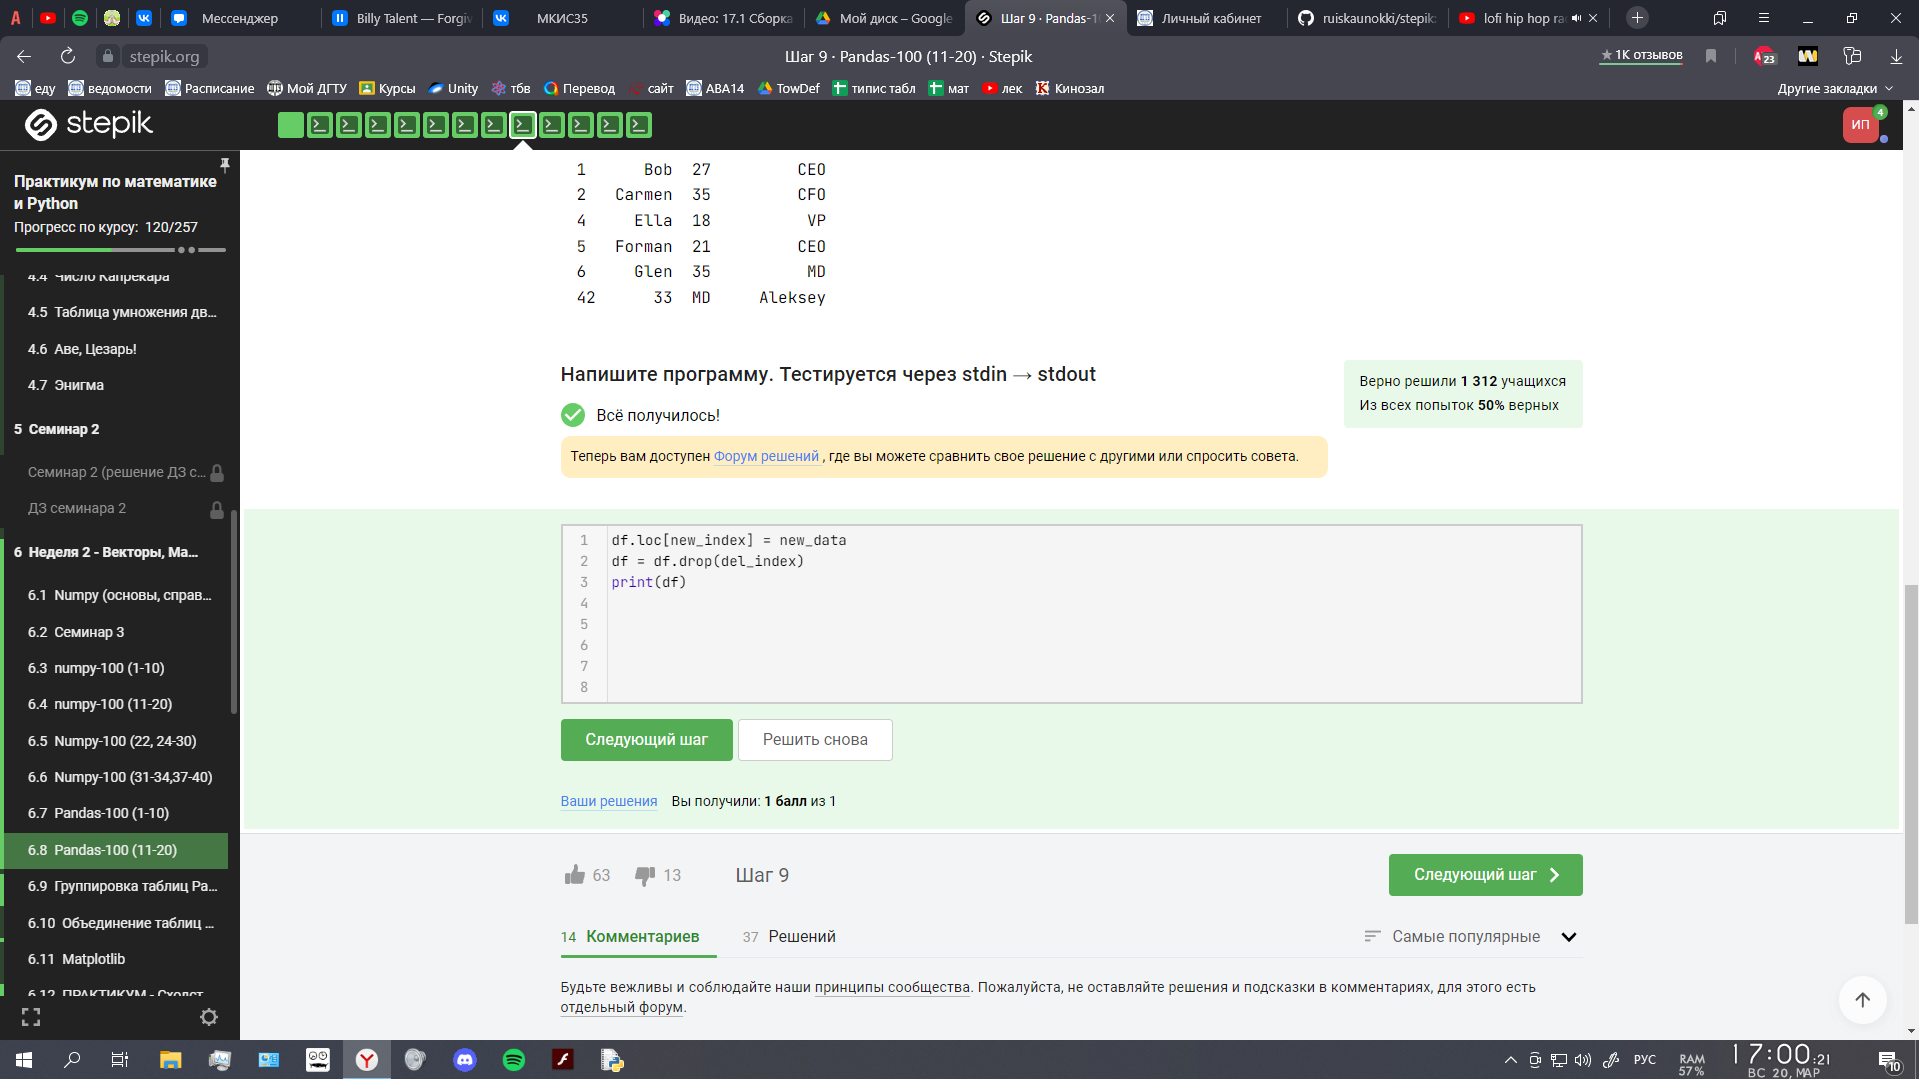 Мессенджер
Billy Talent — Forgiv
МКИС35
Видео: 17.1 Сборка
Мой диск – Google
Шаг 9 · Pandas-10
Личный кабинет
ruiskaunokki/stepik
lofi hip hop ra
stepik.org
Шаг 9 · Pandas-100 (11-20) · Stepik
★ 1K отзывов
23
еду
ведомости
Расписание
Мой ДГТУ
Курсы
Unity
тбв
Перевод
сайт
АВА14
TowDef
типис табл
мат
лек
Кинозал
Другие закладки
stepik
ИП
4
Практикум по математике
и Python
Прогресс по курсу: 120/257
4.4 Число Капрекара
4.5 Таблица умножения дв...
4.6 Аве, Цезарь!
4.7 Энигма
5 Семинар 2
Семинар 2 (решение ДЗ с...
ДЗ семинара 2
6 Неделя 2 - Векторы, Ма...
6.1 Numpy (основы, справ...
6.2 Семинар 3
6.3 numpy-100 (1-10)
6.4 numpy-100 (11-20)
6.5 Numpy-100 (22, 24-30)
6.6 Numpy-100 (31-34,37-40)
6.7 Pandas-100 (1-10)
6.8 Pandas-100 (11-20)
6.9 Группировка таблиц Pa...
6.10 Объединение таблиц ...
6.11 Matplotlib
6.12 ПРАКТИКУМ - Сходст
1 Bob 27 CEO
2 Carmen 35 CFO
4 Ella 18 VP
5 Forman 21 CEO
6 Glen 35 MD
42 33 MD Aleksey
Напишите программу. Тестируется через stdin → stdout
Верно решили 1 312 учащихся
Из всех попыток 50% верных
Всё получилось!
Теперь вам доступен Форум решений , где вы можете сравнить свое решение с другими или спросить совета.
1 df.loc[new_index] = new_data
2 df = df.drop(del_index)
3 print(df)
4
5
6
7
8
Следующий шаг
Решить снова
Ваши решения Вы получили: 1 балл из 1
63
13
Шаг 9
Следующий шаг
14 Комментариев
37 Решений
Самые популярные
Будьте вежливы и соблюдайте наши принципы сообщества. Пожалуйста, не оставляйте решения и подсказки в комментариях, для этого есть
отдельный форум.
РУС
RAM
57%
17:00:21
ВС 20, МАР
10